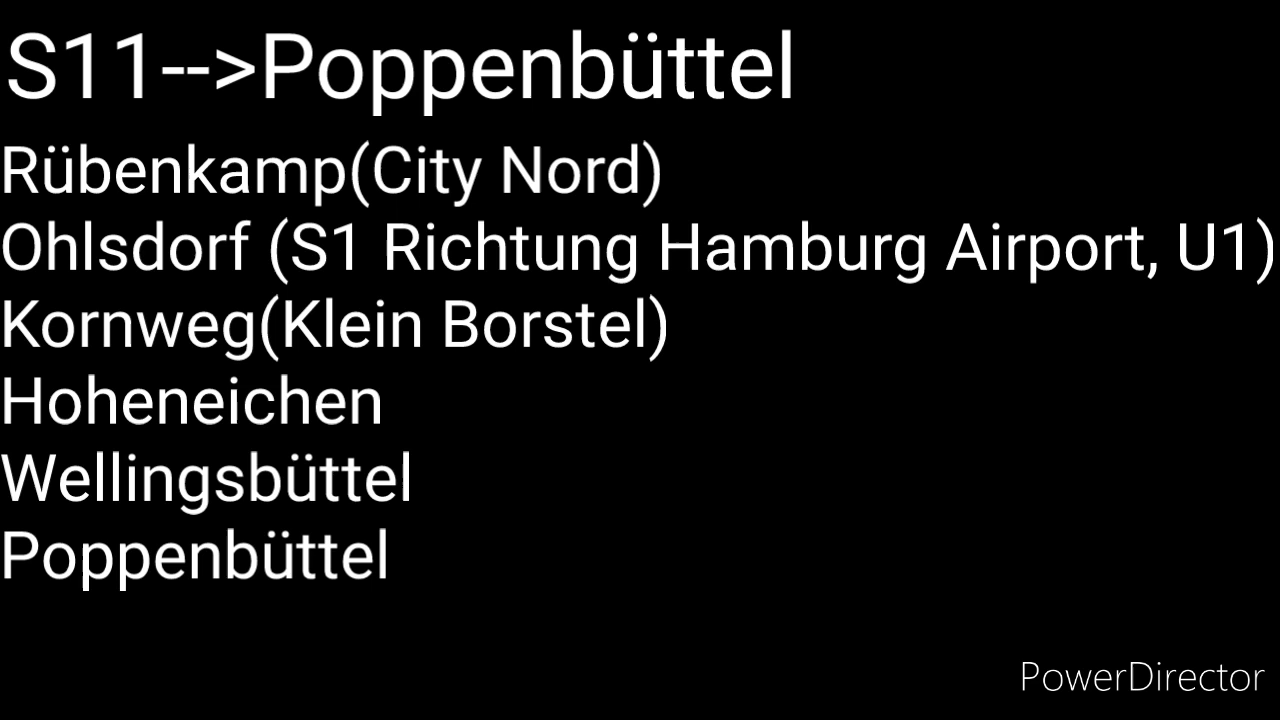 S11-->Poppenbüttel
Rübenkamp(City Nord)
Ohlsdorf (S1 Richtung Hamburg Airport, U1)
Kornweg(Klein Borstel)
Hoheneichen
Wellingsbüttel
Poppenbüttel
PowerDirector